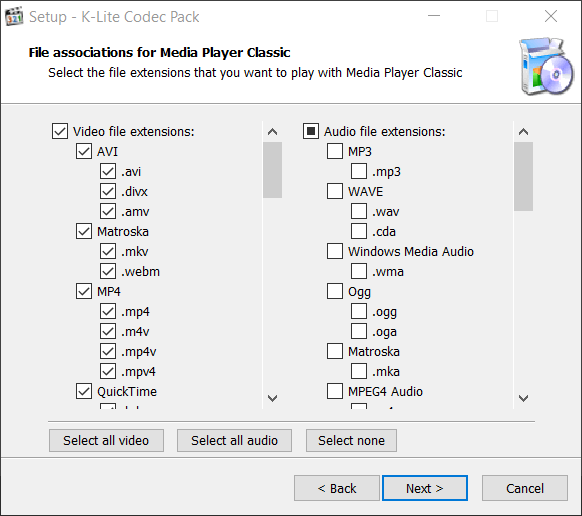 Setup - K-Lite Codec Pack
File associations for Media Player Classic
Select the file extensions that you want to play with Media Player Classic
Video file extensions:
AVI
.avi
.divx
.amv
Matroska
.mkv
.webm
MP4
.mp4
.m4v
.mp4v
.mpv4
QuickTime
Audio file extensions:
MP3
.mp3
WAVE
.wav
.cda
Windows Media Audio
.wma
Ogg
.ogg
.oga
Matroska
.mka
MPEG4 Audio
Select all video
Select all audio
Select none
< Back
Next >
Cancel